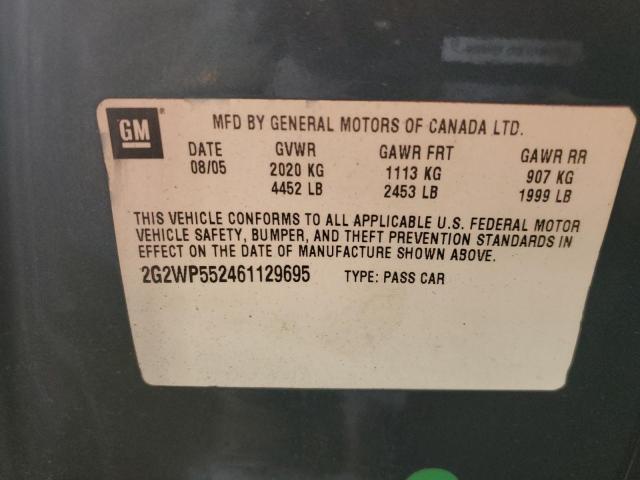 GM
MFD BY GENERAL MOTORS OF CANADA LTD.
DATE GVWR GAWR FRT GAWR RR
08/05 2020 KG 1113 KG 907 KG
4452 LB 2453 LB 1999 LB
THIS VEHICLE CONFORMS TO ALL APPLICABLE U.S. FEDERAL MOTOR
VEHICLE SAFETY, BUMPER, AND THEFT PREVENTION STANDARDS IN
EFFECT ON THE DATE OF MANUFACTURE SHOWN ABOVE.
2G2WP552461129695 TYPE: PASS CAR